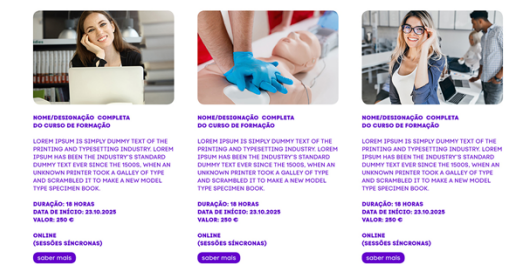 NOME/DESIGNAÇÃO COMPLETA
DO CURSO DE FORMAÇÃO
LOREM IPSUM IS SIMPLY DUMMY TEXT OF THE
PRINTING AND TYPESETTING INDUSTRY. LOREM
IPSUM HAS BEEN THE INDUSTRY'S STANDARD
DUMMY TEXT EVER SINCE THE 1500S, WHEN AN
UNKNOWN PRINTER TOOK A GALLEY OF TYPE
AND SCRAMBLED IT TO MAKE A NEW MODEL
TYPE SPECIMEN BOOK.
DURAÇÃO: 18 HORAS
DATA DE INÍCIO: 23.10.2025
VALOR: 250 €
ONLINE
(SESSÕES SÍNCRONAS)
saber mais
NOME/DESIGNAÇÃO COMPLETA
DO CURSO DE FORMAÇÃO
LOREM IPSUM IS SIMPLY DUMMY TEXT OF THE
PRINTING AND TYPESETTING INDUSTRY. LOREM
IPSUM HAS BEEN THE INDUSTRY'S STANDARD
DUMMY TEXT EVER SINCE THE 1500S, WHEN AN
UNKNOWN PRINTER TOOK A GALLEY OF TYPE
AND SCRAMBLED IT TO MAKE A NEW MODEL
TYPE SPECIMEN BOOK.
DURAÇÃO: 18 HORAS
DATA DE INÍCIO: 23.10.2025
VALOR: 250 €
ONLINE
(SESSÕES SÍNCRONAS)
saber mais
NOME/DESIGNAÇÃO COMPLETA
DO CURSO DE FORMAÇÃO
LOREM IPSUM IS SIMPLY DUMMY TEXT OF THE
PRINTING AND TYPESETTING INDUSTRY. LOREM
IPSUM HAS BEEN THE INDUSTRY'S STANDARD
DUMMY TEXT EVER SINCE THE 1500S, WHEN AN
UNKNOWN PRINTER TOOK A GALLEY OF TYPE
AND SCRAMBLED IT TO MAKE A NEW MODEL
TYPE SPECIMEN BOOK.
DURAÇÃO: 18 HORAS
DATA DE INÍCIO: 23.10.2025
VALOR: 250 €
ONLINE
(SESSÕES SÍNCRONAS)
saber mais